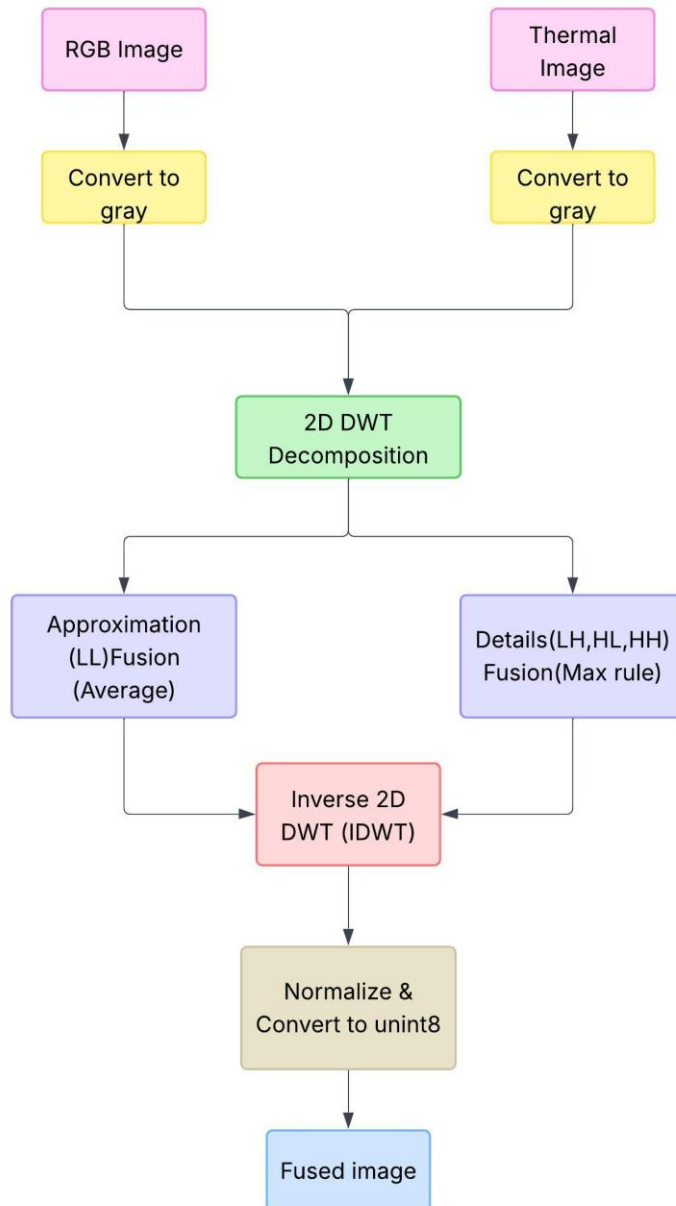 RGB Image
Thermal
Image
Convert to
gray
Convert to
gray
2D DWT
Decomposition
Approximation
(LL)Fusion
(Average)
Details(LH,HL,HH)
Fusion(Max rule)
Inverse 2D
DWT (IDWT)
Normalize &
Convert to unint8
Fused image